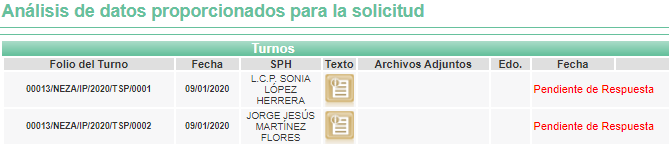 Análisis de datos proporcionados para la solicitud
Turnos
Folio del Turno Fecha SPH Texto Archivos Adjuntos Edo. Fecha
00013/NEZA/IP/2020/TSP/0001 09/01/2020 L.C.P. SONIA LÓPEZ HERRERA Pendiente de Respuesta
00013/NEZA/IP/2020/TSP/0002 09/01/2020 JORGE JESÚS MARTÍNEZ FLORES Pendiente de Respuesta